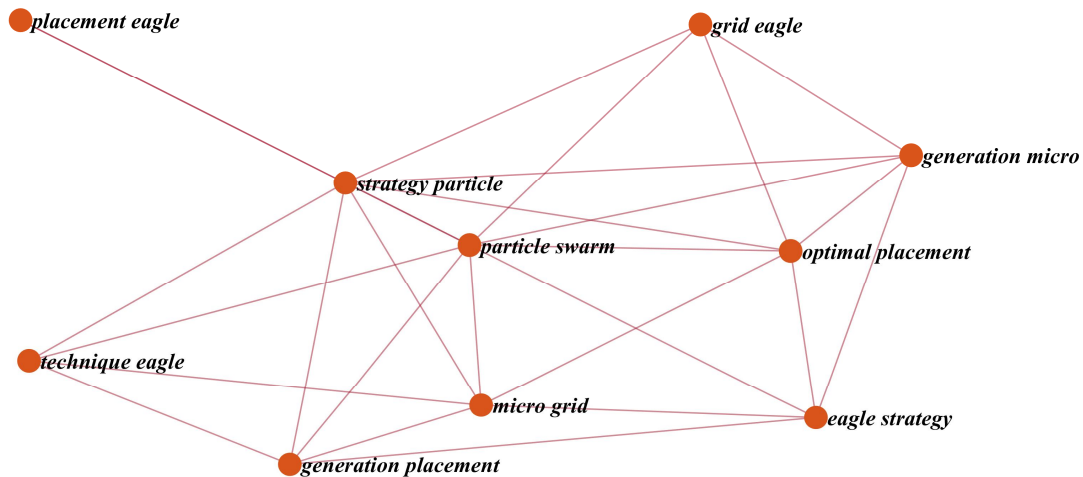 placement eagle
grid eagle
generation micro
strategy particle
particle swarm
optimal placement
technique eagle
micro grid
eagle strategy
generation placement